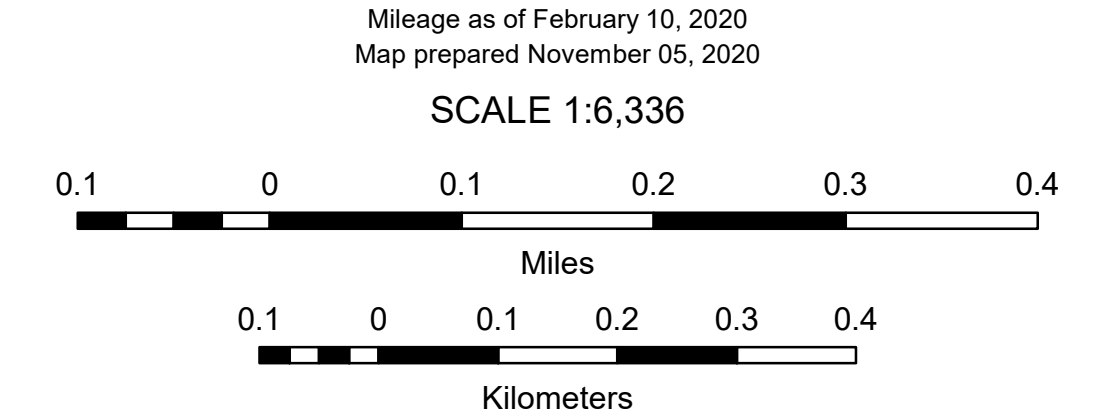 Mileage as of February 10, 2020
Map prepared November 05, 2020
SCALE 1:6,336
0.1 0 0.1 0.2 0.3 0.4
Miles
0.1 0 0.1 0.2 0.3 0.4
Kilometers